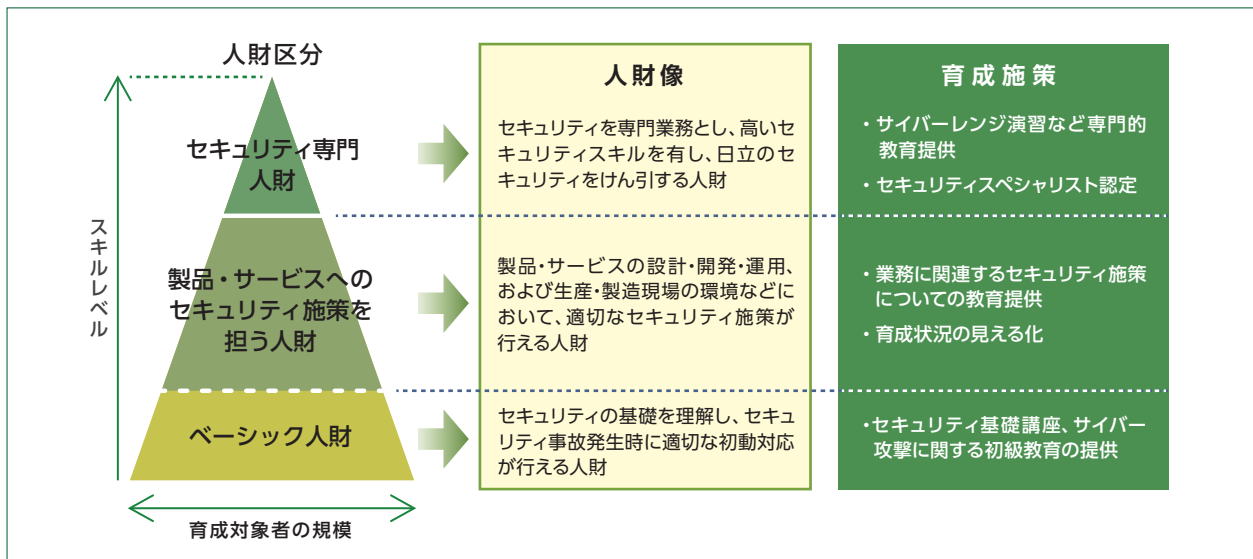 人財区分
スキルレベル
セキュリティ専門
人財
製品・サービスへの
セキュリティ施策を
担う人財
ベーシック人財
育成対象者の規模
人財像
セキュリティを専門業務とし、高いセ
キュリティスキルを有し、日立のセ
キュリティをけん引する人財
製品・サービスの設計・開発・運用、
および生産・製造現場の環境などに
おいて、適切なセキュリティ施策が
行える人財
セキュリティの基礎を理解し、セキュ
リティ事故発生時に適切な初動対応
が行える人財
育成施策
・サイバーレンジ演習など専門的
教育提供
・セキュリティスペシャリスト認定
・業務に関連するセキュリティ施策
についての教育提供
・育成状況の見える化
・セキュリティ基礎講座、サイバー
攻撃に関する初級教育の提供